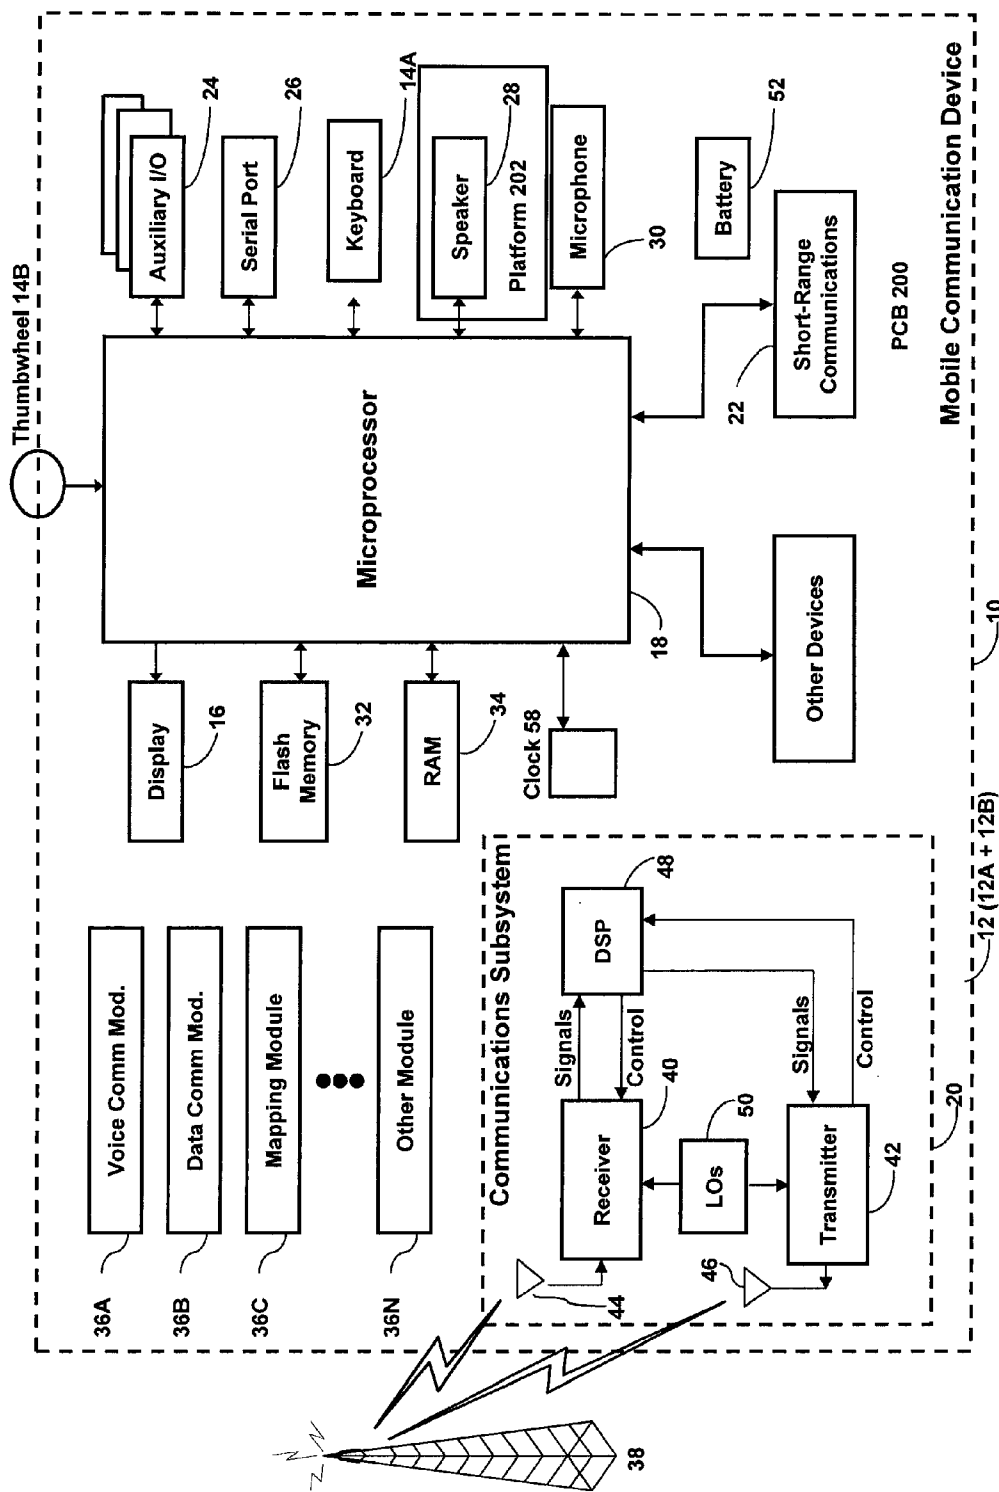 Thumbwheel 14B
Auxiliary I/O
24
Serial Port
26
Keyboard
14A
Speaker
28
Platform 202
Microphone
30
Battery
52
Short-Range
Communications
22
PCB 200
Mobile Communication Device
Microprocessor
18
Display
16
Flash
Memory
32
RAM
34
Clock 58
Other Devices
10
12 (12A + 12B)
Voice Comm Mod.
36A
Data Comm Mod.
36B
Mapping Module
36C
Other Module
36N
Communications Subsystem
DSP
48
Signals
Control
Receiver
40
LOs
50
Signals
Control
Transmitter
42
20
44
46
38